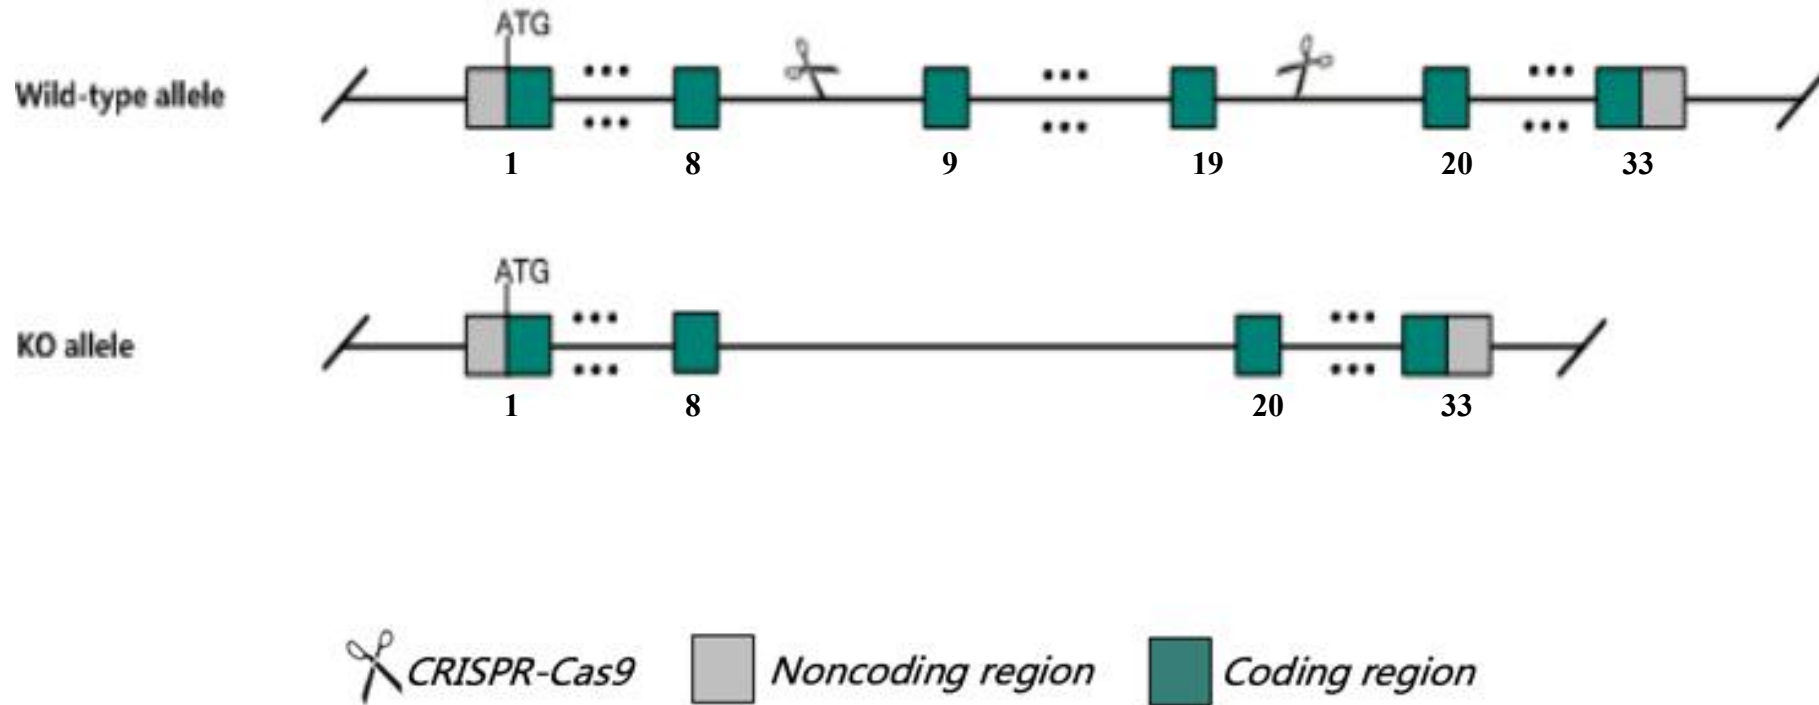 ATG
Wild-type allele
1 8 9 19 20 33
ATG
KO allele
1 8 20 33
CRISPR-Cas9 Noncoding region Coding region